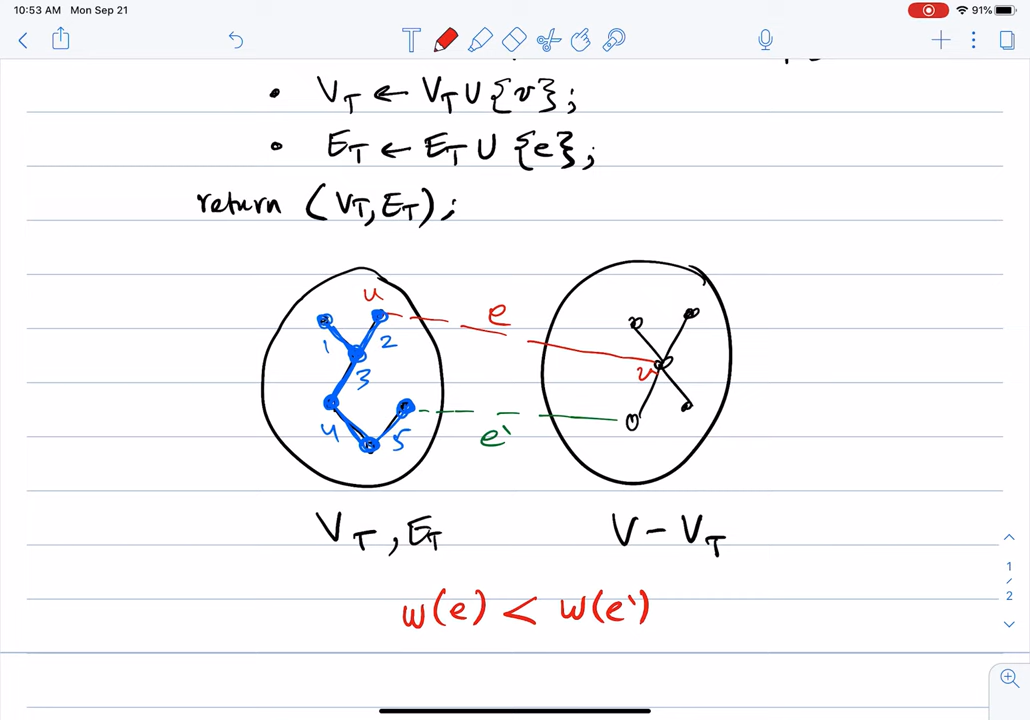 10:53 AM Mon Sep 21
91%
T
• V_T ← V_T ∪ {v};
• E_T ← E_T ∪ {e};
return (V_T, E_T);
u
e
1
2
3
v
4
5
e'
V_T, E_T
V - V_T
w(e) < w(e')
1
/
2